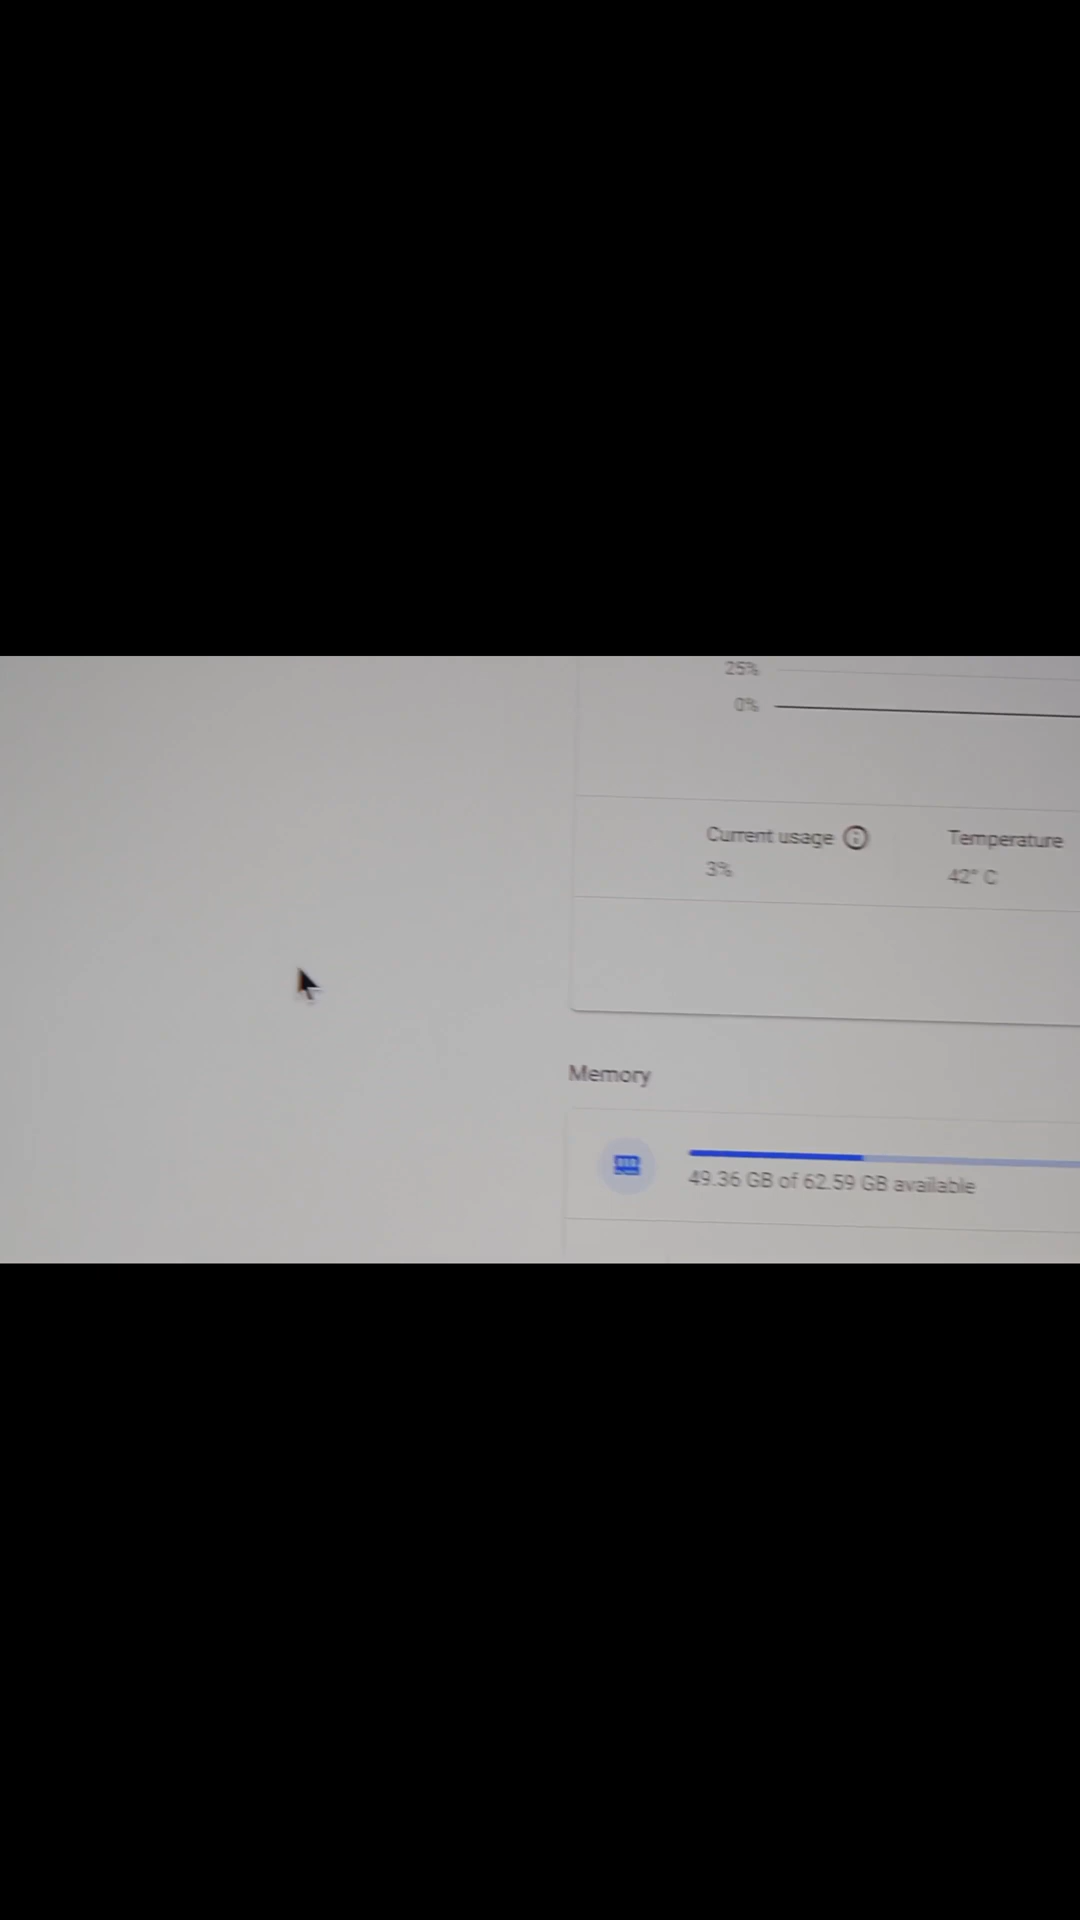 25%
0%
Current usage Temperature
3% 42° C
Memory
49.36 GB of 62.59 GB available